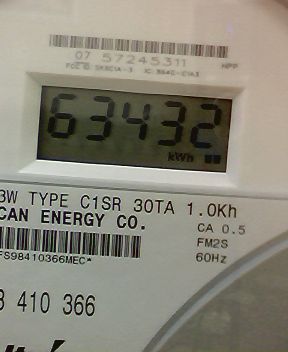 07 57245311
HPP
63432
kWh
3W TYPE C1SR 30TA 1.0Kh
CAN ENERGY CO.
CA 0.5
FM2S
60Hz
FS98410366MEC*
410 366